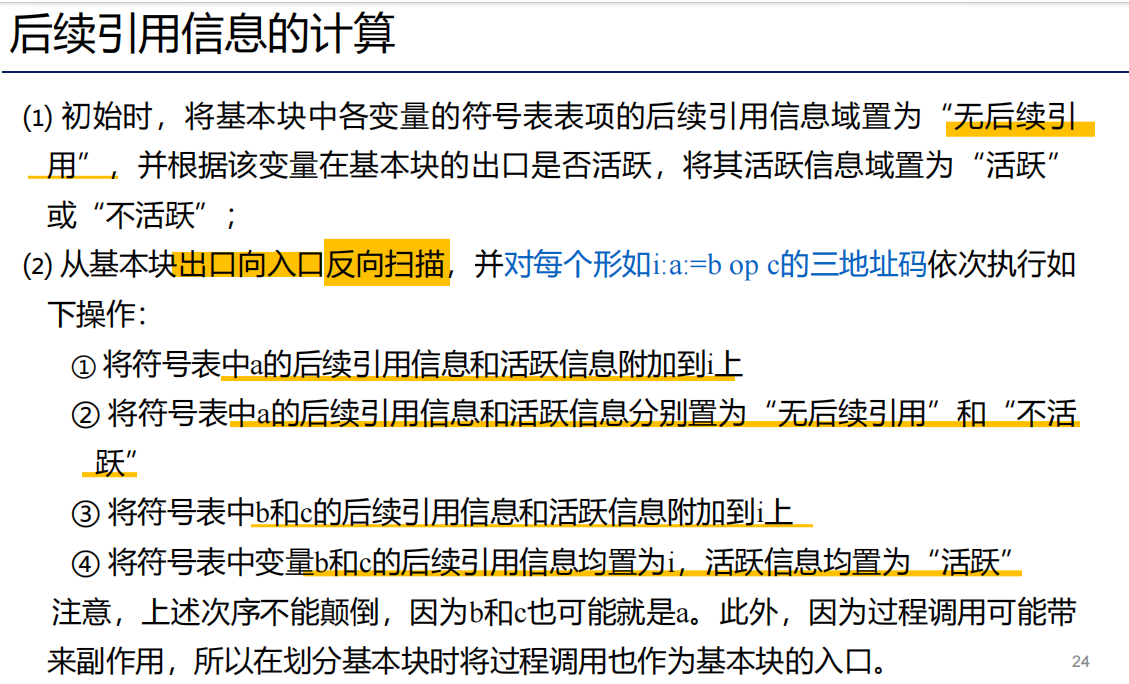 后续引用信息的计算
(1) 初始时，将基本块中各变量的符号表表项的后续引用信息域置为“无后续引
用”，并根据该变量在基本块的出口是否活跃，将其活跃信息域置为“活跃”
或“不活跃”；
(2) 从基本块出口向入口反向扫描，并对每个形如i:a:=b op c的三地址码依次执行如
下操作：
① 将符号表中a的后续引用信息和活跃信息附加到i上
② 将符号表中a的后续引用信息和活跃信息分别置为“无后续引用”和“不活
跃”
③ 将符号表中b和c的后续引用信息和活跃信息附加到i上
④ 将符号表中变量b和c的后续引用信息均置为i，活跃信息均置为“活跃”
注意，上述次序不能颠倒，因为b和c也可能就是a。此外，因为过程调用可能带
来副作用，所以在划分基本块时将过程调用也作为基本块的入口。
24